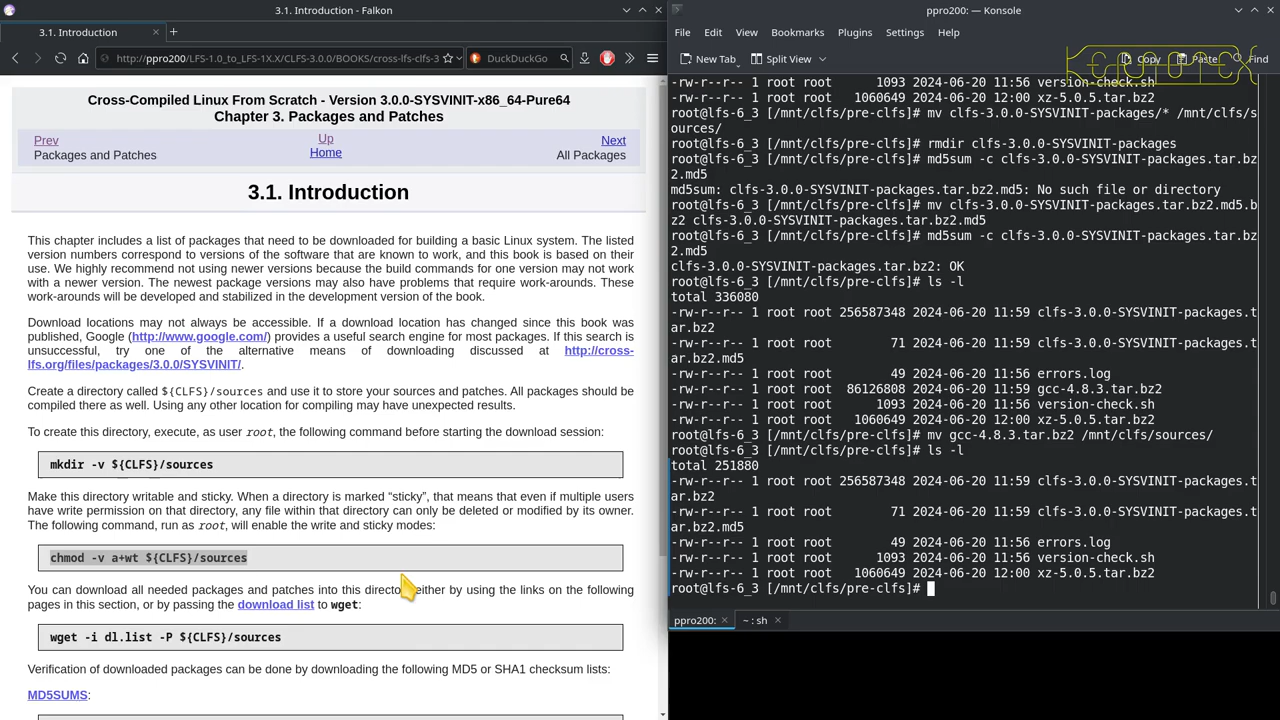 3.1. Introduction - Falkon
3.1. Introduction
http://ppro200/LFS-1.0_to_LFS-1X.X/CLFS-3.0.0/BOOKS/cross-lfs-clfs-3
DuckDuckGo
Cross-Compiled Linux From Scratch - Version 3.0.0-SYSVINIT-x86_64-Pure64
Chapter 3. Packages and Patches
Prev
Up
Next
Packages and Patches
Home
All Packages
3.1. Introduction
This chapter includes a list of packages that need to be downloaded for building a basic Linux system. The listed
version numbers correspond to versions of the software that are known to work, and this book is based on their
use. We highly recommend not using newer versions because the build commands for one version may not work
with a newer version. The newest package versions may also have problems that require work-arounds. These
work-arounds will be developed and stabilized in the development version of the book.
Download locations may not always be accessible. If a download location has changed since this book was
published, Google (http://www.google.com/) provides a useful search engine for most packages. If this search is
unsuccessful, try one of the alternative means of downloading discussed at http://cross-
lfs.org/files/packages/3.0.0/SYSVINIT/.
Create a directory called ${CLFS}/sources and use it to store your sources and patches. All packages should be
compiled there as well. Using any other location for compiling may have unexpected results.
To create this directory, execute, as user root, the following command before starting the download session:
mkdir -v ${CLFS}/sources
Make this directory writable and sticky. When a directory is marked “sticky”, that means that even if multiple users
have write permission on that directory, any file within that directory can only be deleted or modified by its owner.
The following command, run as root, will enable the write and sticky modes:
chmod -v a+wt ${CLFS}/sources
You can download all needed packages and patches into this directory either by using the links on the following
pages in this section, or by passing the download list to wget:
wget -i dl.list -P ${CLFS}/sources
Verification of downloaded packages can be done by downloading the following MD5 or SHA1 checksum lists:
MD5SUMS:
ppro200: — Konsole
File Edit View Bookmarks Plugins Settings Help
New Tab Split View Copy Paste Find
-rw-r--r-- 1 root root 1093 2024-06-20 11:56 version-check.sh
-rw-r--r-- 1 root root 1060649 2024-06-20 12:00 xz-5.0.5.tar.bz2
root@lfs-6_3 [/mnt/clfs/pre-clfs]# mv clfs-3.0.0-SYSVINIT-packages/* /mnt/clfs/s
ources/
root@lfs-6_3 [/mnt/clfs/pre-clfs]# rmdir clfs-3.0.0-SYSVINIT-packages
root@lfs-6_3 [/mnt/clfs/pre-clfs]# md5sum -c clfs-3.0.0-SYSVINIT-packages.tar.bz
2.md5
md5sum: clfs-3.0.0-SYSVINIT-packages.tar.bz2.md5: No such file or directory
root@lfs-6_3 [/mnt/clfs/pre-clfs]# mv clfs-3.0.0-SYSVINIT-packages.tar.bz2.md5.b
z2 clfs-3.0.0-SYSVINIT-packages.tar.bz2.md5
root@lfs-6_3 [/mnt/clfs/pre-clfs]# md5sum -c clfs-3.0.0-SYSVINIT-packages.tar.bz
2.md5
clfs-3.0.0-SYSVINIT-packages.tar.bz2: OK
root@lfs-6_3 [/mnt/clfs/pre-clfs]# ls -l
total 336080
-rw-r--r-- 1 root root 256587348 2024-06-20 11:59 clfs-3.0.0-SYSVINIT-packages.t
ar.bz2
-rw-r--r-- 1 root root 71 2024-06-20 11:59 clfs-3.0.0-SYSVINIT-packages.t
ar.bz2.md5
-rw-r--r-- 1 root root 49 2024-06-20 11:56 errors.log
-rw-r--r-- 1 root root 86126808 2024-06-20 11:59 gcc-4.8.3.tar.bz2
-rw-r--r-- 1 root root 1093 2024-06-20 11:56 version-check.sh
-rw-r--r-- 1 root root 1060649 2024-06-20 12:00 xz-5.0.5.tar.bz2
root@lfs-6_3 [/mnt/clfs/pre-clfs]# mv gcc-4.8.3.tar.bz2 /mnt/clfs/sources/
root@lfs-6_3 [/mnt/clfs/pre-clfs]# ls -l
total 251880
-rw-r--r-- 1 root root 256587348 2024-06-20 11:59 clfs-3.0.0-SYSVINIT-packages.t
ar.bz2
-rw-r--r-- 1 root root 71 2024-06-20 11:59 clfs-3.0.0-SYSVINIT-packages.t
ar.bz2.md5
-rw-r--r-- 1 root root 49 2024-06-20 11:56 errors.log
-rw-r--r-- 1 root root 1093 2024-06-20 11:56 version-check.sh
-rw-r--r-- 1 root root 1060649 2024-06-20 12:00 xz-5.0.5.tar.bz2
root@lfs-6_3 [/mnt/clfs/pre-clfs]#
ppro200:
~ : sh